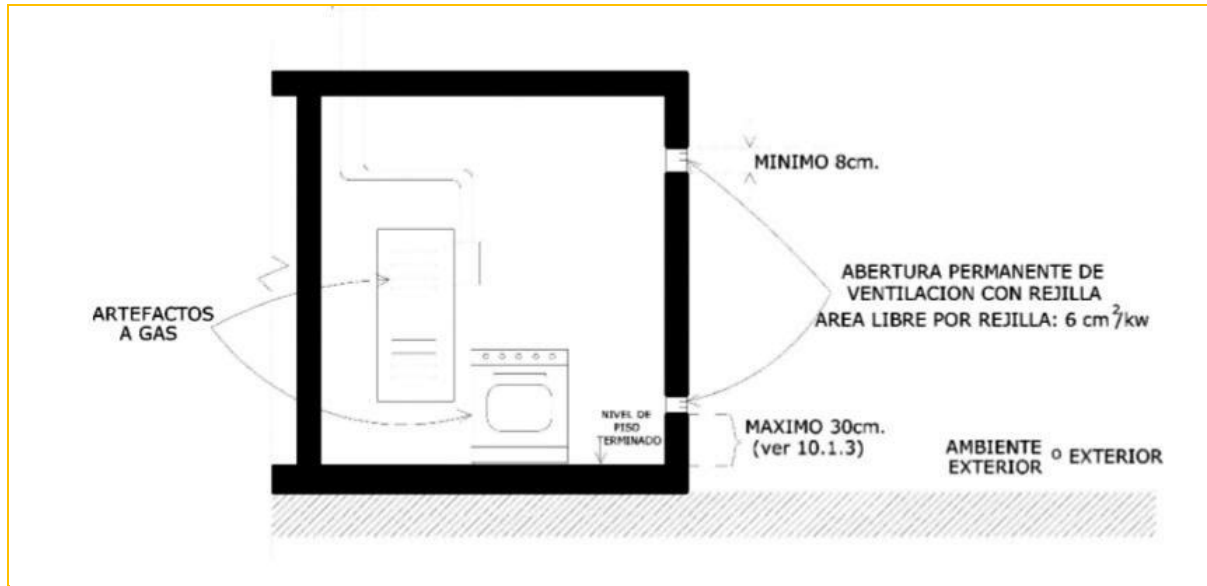 MINIMO 8cm.
ABERTURA PERMANENTE DE
VENTILACION CON REJILLA
AREA LIBRE POR REJILLA: 6 cm²/kw
ARTEFACTOS
A GAS
NIVEL DE
PISO
TERMINADO
MAXIMO 30cm.
(ver 10.1.3)
AMBIENTE
EXTERIOR o EXTERIOR